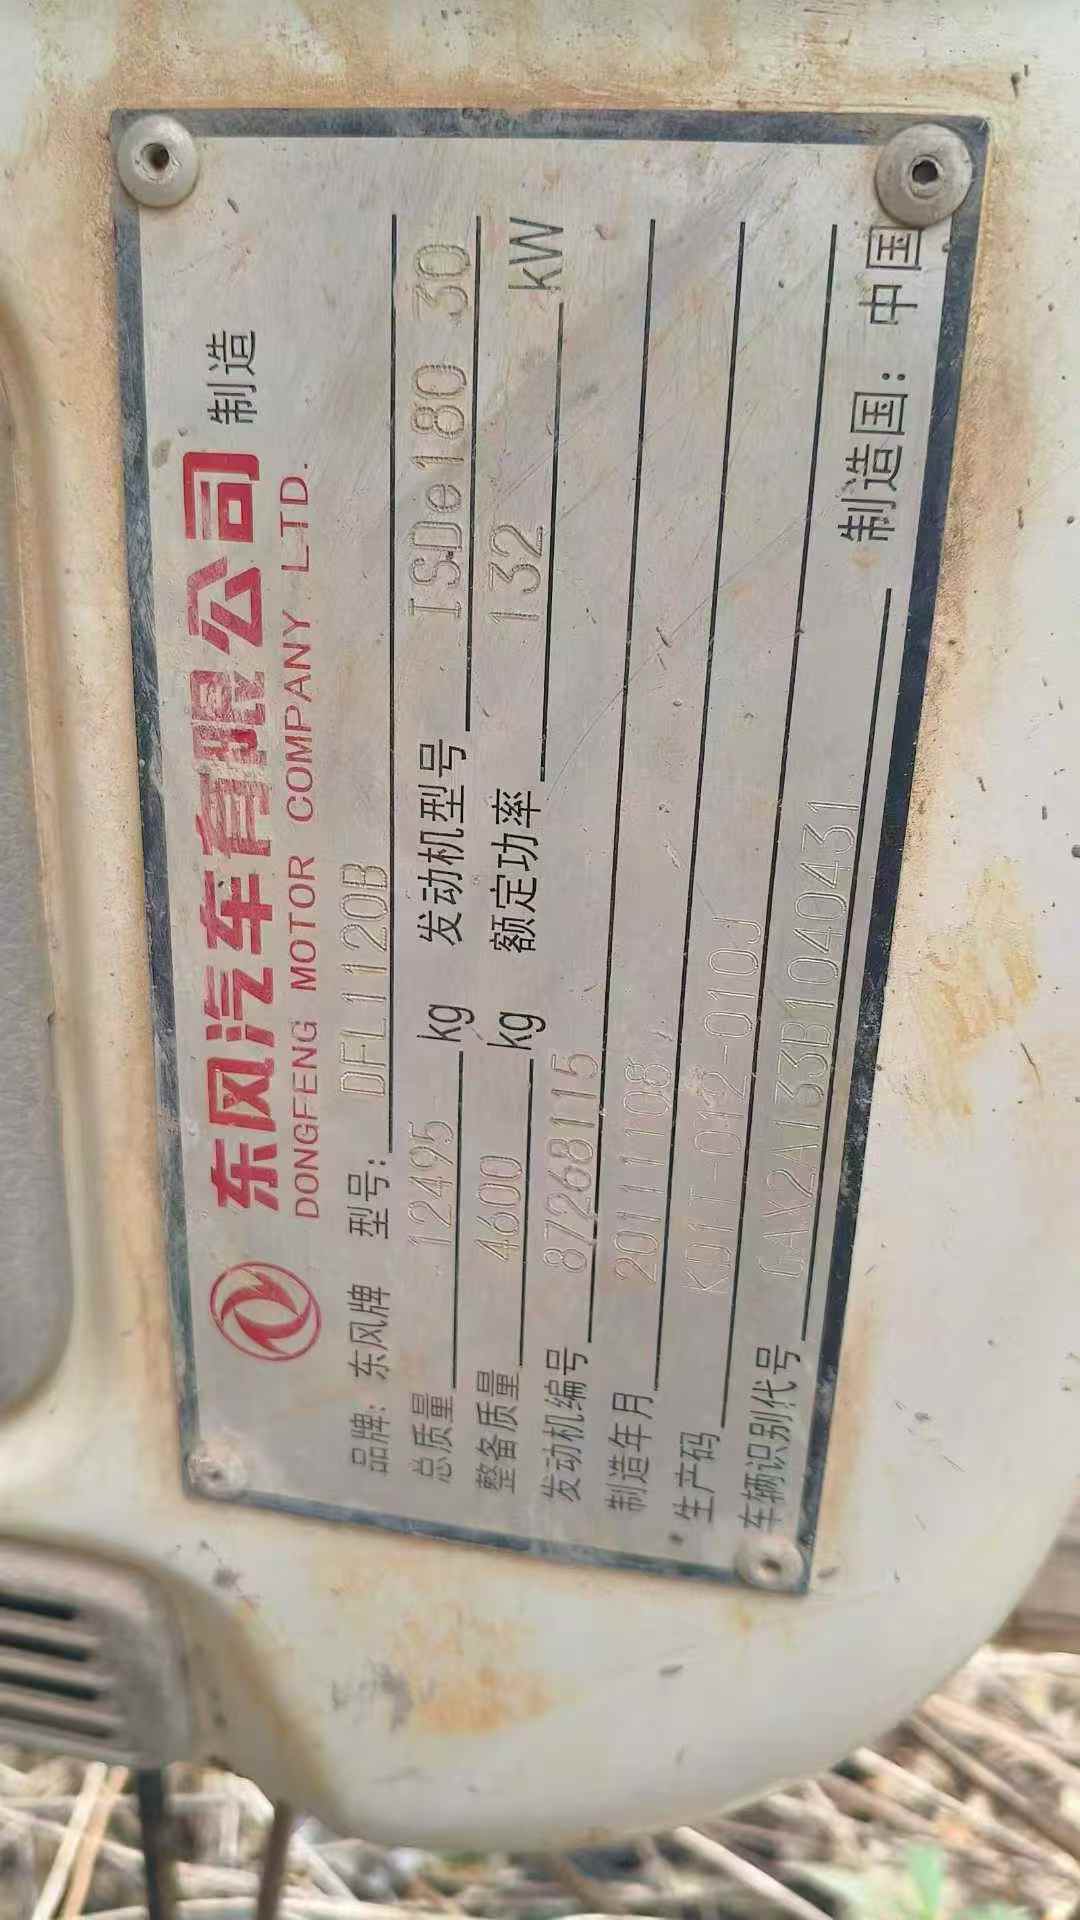 东风汽车有限公司 制造
DONGFENG MOTOR COMPANY LTD.
品牌: 东风牌 型号: DFL1120B
总质量 12495 kg 发动机型号 ISDe180 30
整备质量 4600 kg 额定功率 132 kW
发动机编号 87268115
制造年月 20111108
生产码 KD1T-012-010J
车辆识别代号 GAX2A133B1040431
制造国: 中国